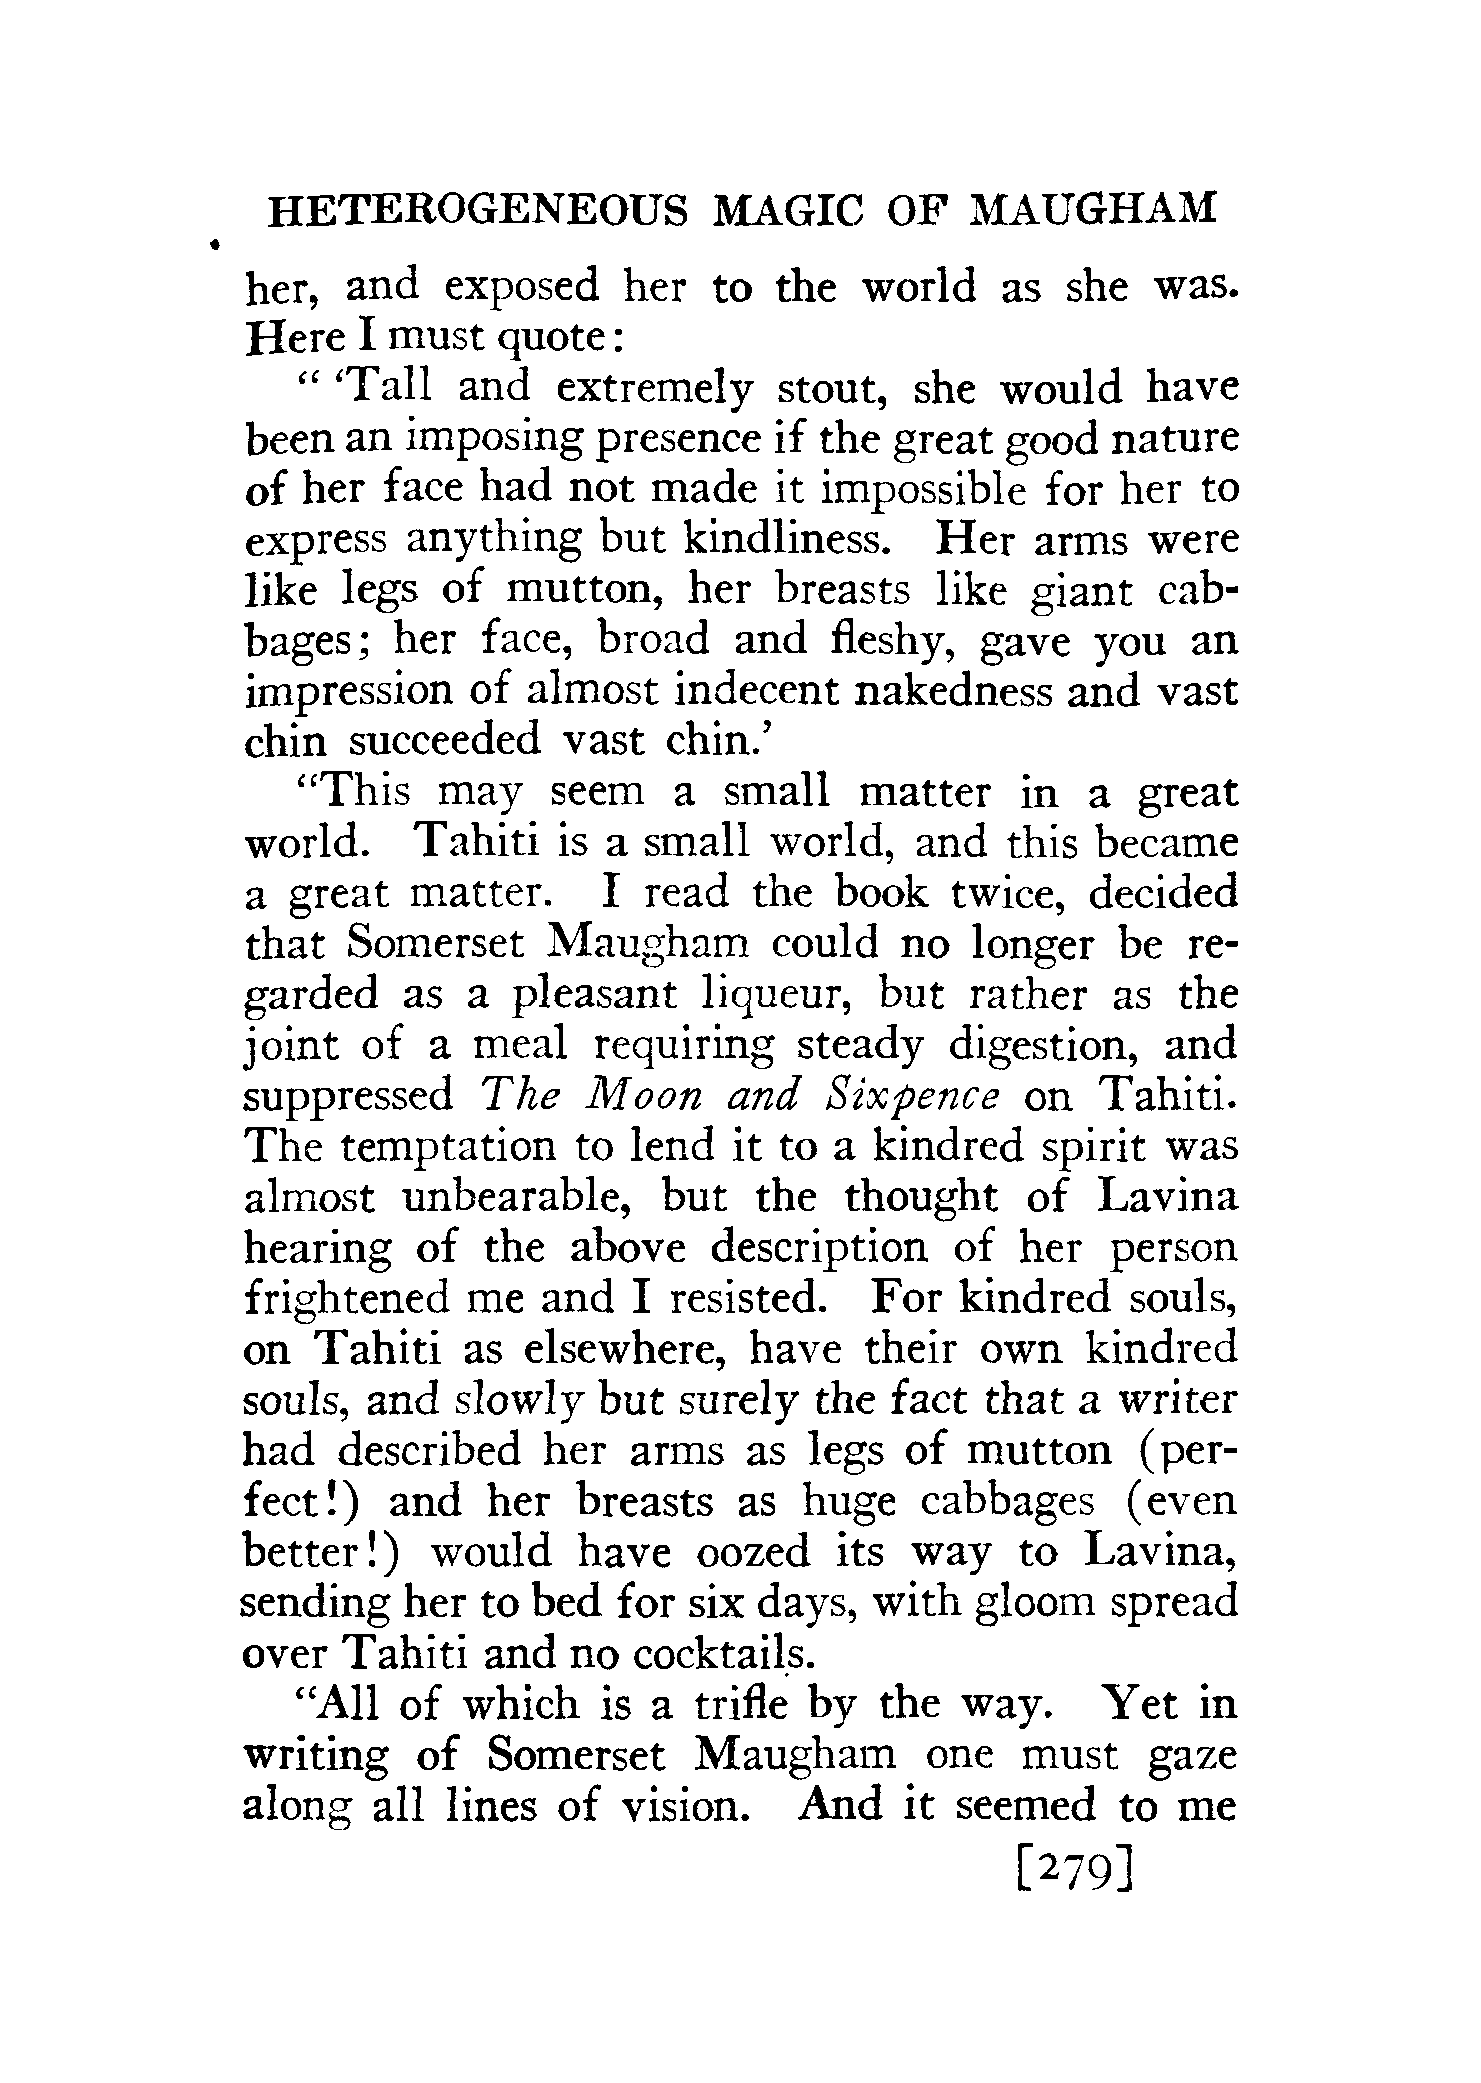 HETEROGENEOUS MAGIC OF MAUGHAM
her, and exposed her to the world as she was.
Here I must quote:
“ ‘Tall and extremely stout, she would have
been an imposing presence if the great good nature
of her face had not made it impossible for her to
express anything but kindliness. Her arms were
like legs of mutton, her breasts like giant cab-
bages; her face, broad and fleshy, gave you an
impression of almost indecent nakedness and vast
chin succeeded vast chin.’
“This may seem a small matter in a great
world. Tahiti is a small world, and this became
a great matter. I read the book twice, decided
that Somerset Maugham could no longer be re-
garded as a pleasant liqueur, but rather as the
joint of a meal requiring steady digestion, and
suppressed The Moon and Sixpence on Tahiti.
The temptation to lend it to a kindred spirit was
almost unbearable, but the thought of Lavina
hearing of the above description of her person
frightened me and I resisted. For kindred souls,
on Tahiti as elsewhere, have their own kindred
souls, and slowly but surely the fact that a writer
had described her arms as legs of mutton (per-
fect!) and her breasts as huge cabbages (even
better!) would have oozed its way to Lavina,
sending her to bed for six days, with gloom spread
over Tahiti and no cocktails.
“All of which is a trifle by the way. Yet in
writing of Somerset Maugham one must gaze
along all lines of vision. And it seemed to me
[279]